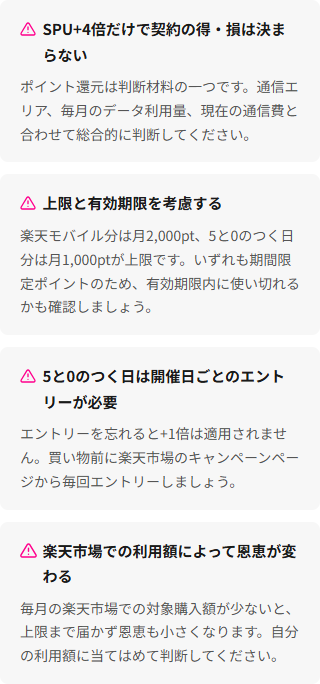 SPU+4倍だけで契約の得・損は決ま
らない
ポイント還元は判断材料の一つです。通信エ
リア、毎月のデータ利用量、現在の通信費と
合わせて総合的に判断してください。
上限と有効期限を考慮する
楽天モバイル分は月2,000pt、5と0のつく日
分は月1,000ptが上限です。いずれも期間限
定ポイントのため、有効期限内に使い切れる
かも確認しましょう。
5と0のつく日は開催日ごとのエント
リーが必要
エントリーを忘れると+1倍は適用されませ
ん。買い物前に楽天市場のキャンペーンペー
ジから毎回エントリーしましょう。
楽天市場での利用額によって恩恵が変
わる
毎月の楽天市場での対象購入額が少ないと、
上限まで届かず恩恵も小さくなります。自分
の利用額に当てはめて判断してください。